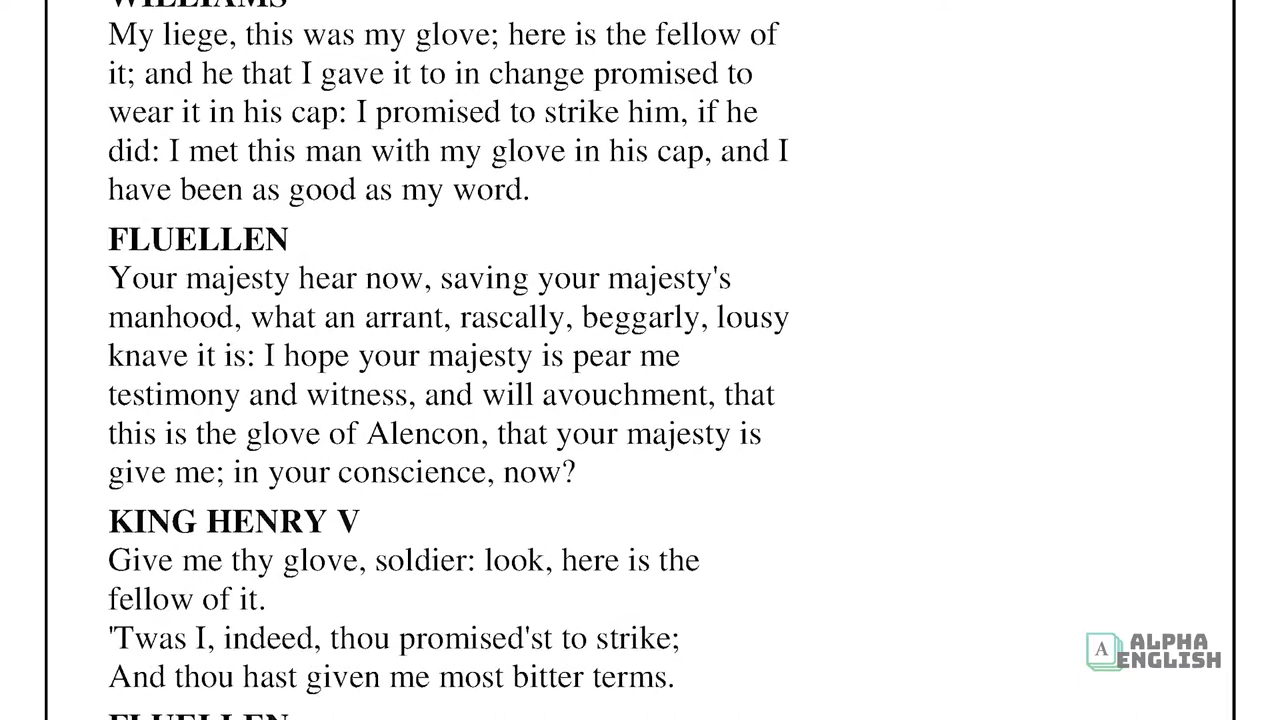 WILLIAMS
My liege, this was my glove; here is the fellow of
it; and he that I gave it to in change promised to
wear it in his cap: I promised to strike him, if he
did: I met this man with my glove in his cap, and I
have been as good as my word.
FLUELLEN
Your majesty hear now, saving your majesty's
manhood, what an arrant, rascally, beggarly, lousy
knave it is: I hope your majesty is pear me
testimony and witness, and will avouchment, that
this is the glove of Alencon, that your majesty is
give me; in your conscience, now?
KING HENRY V
Give me thy glove, soldier: look, here is the
fellow of it.
'Twas I, indeed, thou promised'st to strike;
And thou hast given me most bitter terms.
FLUELLEN
A ALPHA
ENGLISH